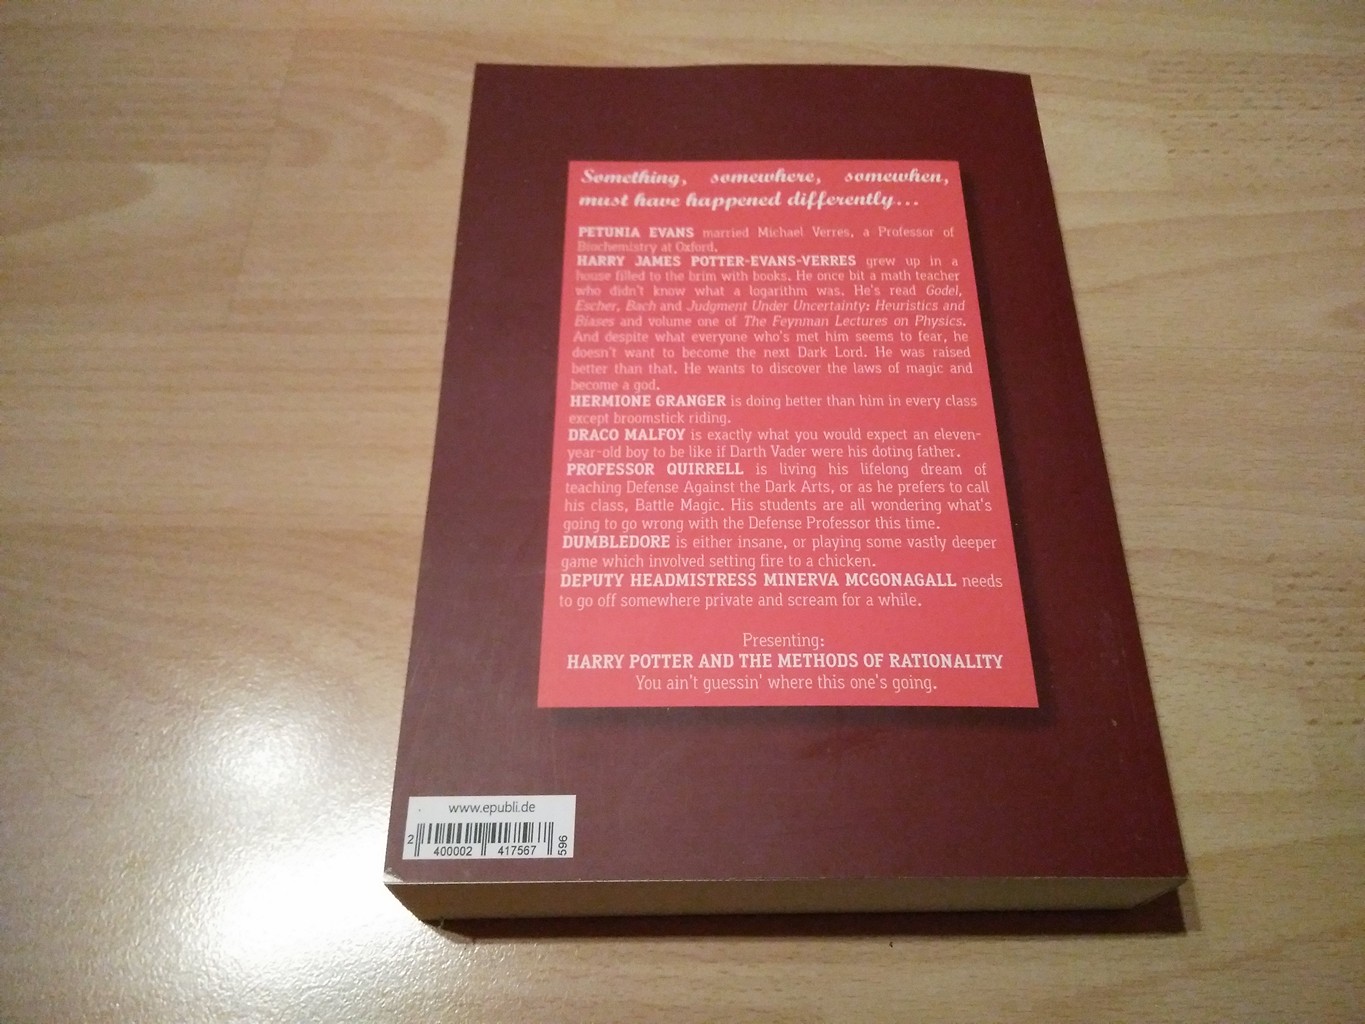 Something, somewhere, somewhen,
must have happened differently...
PETUNIA EVANS married Michael Verres, a Professor of
Biochemistry at Oxford.
HARRY JAMES POTTER-EVANS-VERRES grew up in a
house filled to the brim with books. He once bit a math teacher
who didn't know what a logarithm was. He's read Godel,
Escher, Bach and Judgment Under Uncertainty: Heuristics and
Biases and volume one of The Feynman Lectures on Physics.
And despite what everyone who's met him seems to fear, he
doesn't want to become the next Dark Lord. He was raised
better than that. He wants to discover the laws of magic and
become a god.
HERMIONE GRANGER is doing better than him in every class
except broomstick riding.
DRACO MALFOY is exactly what you would expect an eleven-
year-old boy to be like if Darth Vader were his doting father.
PROFESSOR QUIRRELL is living his lifelong dream of
teaching Defense Against the Dark Arts, or as he prefers to call
his class, Battle Magic. His students are all wondering what's
going to go wrong with the Defense Professor this time.
DUMBLEDORE is either insane, or playing some vastly deeper
game which involved setting fire to a chicken.
DEPUTY HEADMISTRESS MINERVA MCGONAGALL needs
to go off somewhere private and scream for a while.
Presenting:
HARRY POTTER AND THE METHODS OF RATIONALITY
You ain't guessin' where this one's going.
www.epubli.de
2 400002 417567
596